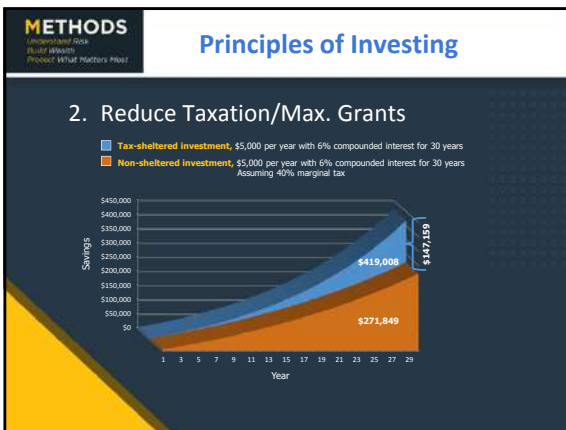 METHODS
Understand Risk
Build Wealth
Protect What Matters Most
Principles of Investing
2. Reduce Taxation/Max. Grants
Tax-sheltered investment, $5,000 per year with 6% compounded interest for 30 years
Non-sheltered investment, $5,000 per year with 6% compounded interest for 30 years
Assuming 40% marginal tax
$450,000
$400,000
$350,000
$300,000
$250,000
$200,000
$150,000
$100,000
$50,000
$0
Savings
$419,008
$147,159
$271,849
1 3 5 7 9 11 13 15 17 19 21 23 25 27 29
Year